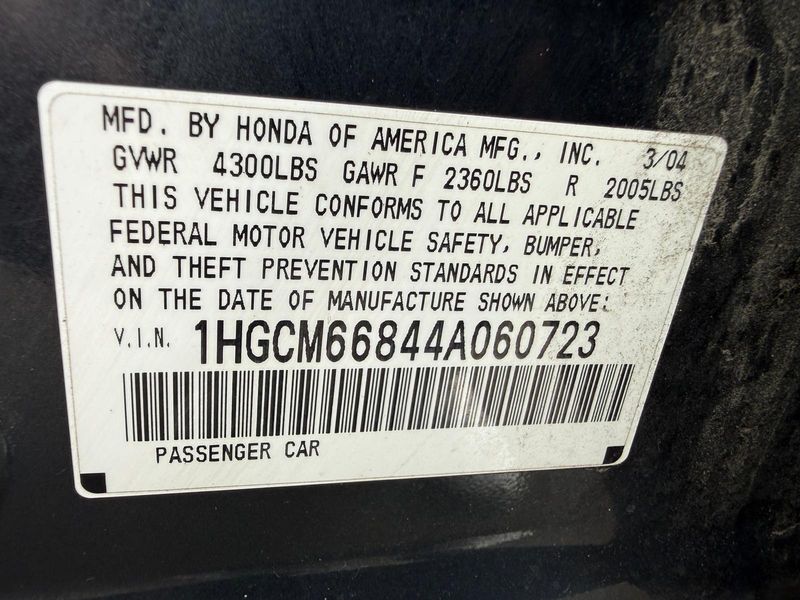 MFD. BY HONDA OF AMERICA MFG., INC. 3/04
GVWR 4300LBS GAWR F 2360LBS R 2005LBS
THIS VEHICLE CONFORMS TO ALL APPLICABLE
FEDERAL MOTOR VEHICLE SAFETY, BUMPER,
AND THEFT PREVENTION STANDARDS IN EFFECT
ON THE DATE OF MANUFACTURE SHOWN ABOVE:
V.I.N. 1HGCM66844A060723
PASSENGER CAR